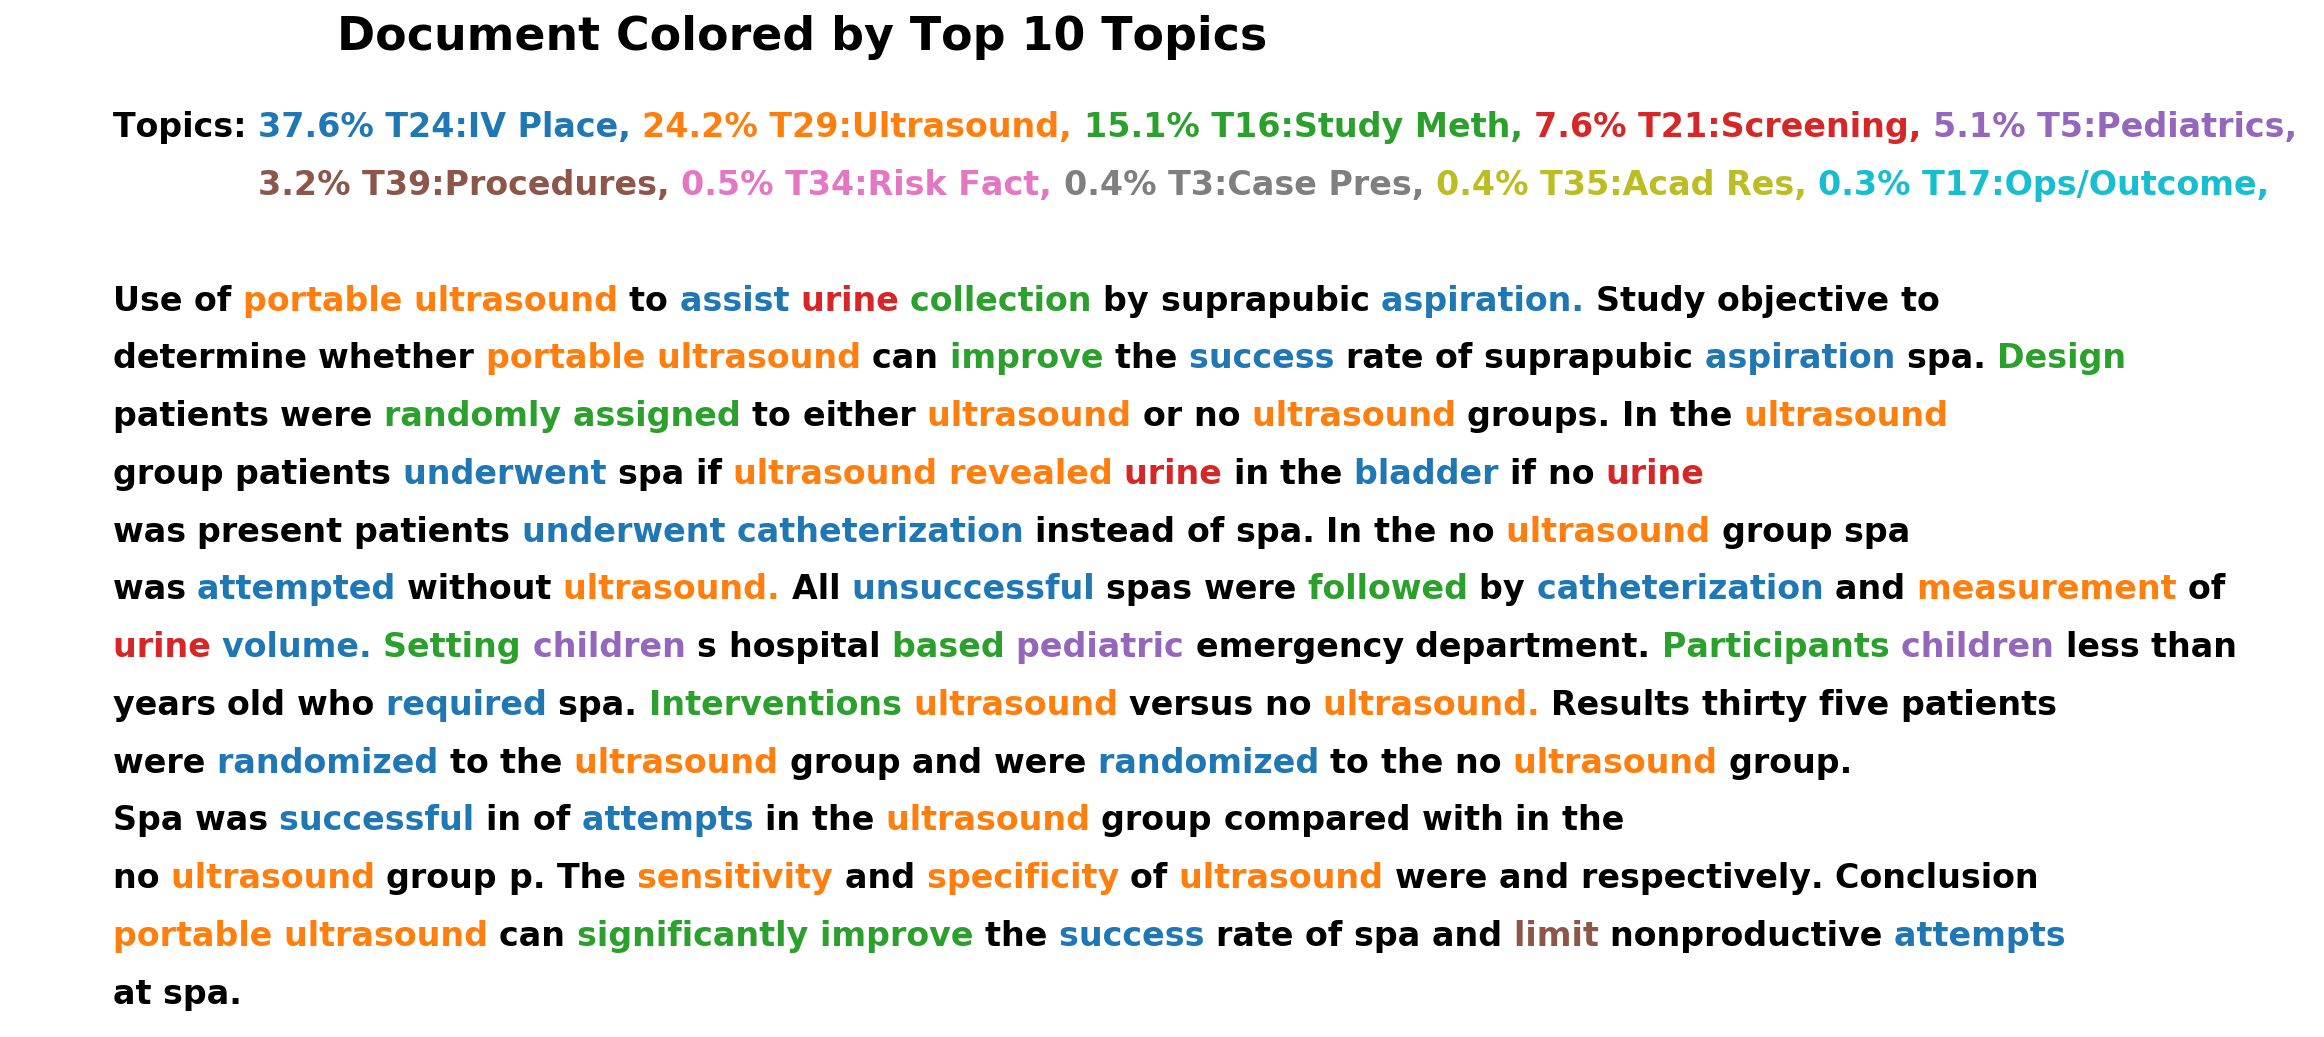 Document Colored by Top 10 Topics
Topics: 37.6% T24:IV Place, 24.2% T29:Ultrasound, 15.1% T16:Study Meth, 7.6% T21:Screening, 5.1% T5:Pediatrics,
3.2% T39:Procedures, 0.5% T34:Risk Fact, 0.4% T3:Case Pres, 0.4% T35:Acad Res, 0.3% T17:Ops/Outcome,
Use of portable ultrasound to assist urine collection by suprapubic aspiration. Study objective to
determine whether portable ultrasound can improve the success rate of suprapubic aspiration spa. Design
patients were randomly assigned to either ultrasound or no ultrasound groups. In the ultrasound
group patients underwent spa if ultrasound revealed urine in the bladder if no urine
was present patients underwent catheterization instead of spa. In the no ultrasound group spa
was attempted without ultrasound. All unsuccessful spas were followed by catheterization and measurement of
urine volume. Setting children s hospital based pediatric emergency department. Participants children less than
years old who required spa. Interventions ultrasound versus no ultrasound. Results thirty five patients
were randomized to the ultrasound group and were randomized to the no ultrasound group.
Spa was successful in of attempts in the ultrasound group compared with in the
no ultrasound group p. The sensitivity and specificity of ultrasound were and respectively. Conclusion
portable ultrasound can significantly improve the success rate of spa and limit nonproductive attempts
at spa.